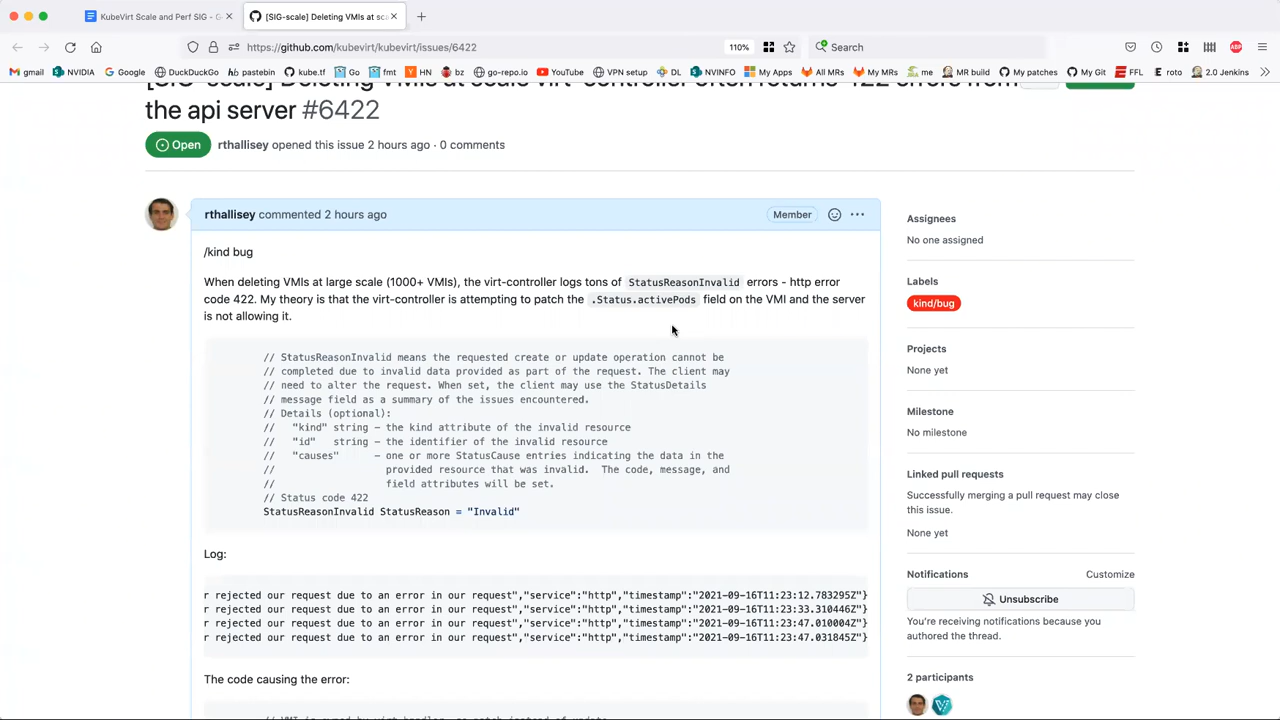 KubeVirt Scale and Perf SIG - G
[SIG-scale] Deleting VMIs at sca
https://github.com/kubevirt/kubevirt/issues/6422
110%
Search
gmail
NVIDIA
Google
DuckDuckGo
pastebin
kube.tf
Go
fmt
HN
bz
go-repo.io
YouTube
VPN setup
DL
NVINFO
My Apps
All MRs
My MRs
me
MR build
My patches
My Git
FFL
roto
2.0 Jenkins
[SIG-scale] Deleting VMIs at scale virt-controller often returns 422 errors from
the api server #6422
Open
rthallisey opened this issue 2 hours ago · 0 comments
rthallisey commented 2 hours ago
Member
/kind bug
When deleting VMIs at large scale (1000+ VMIs), the virt-controller logs tons of StatusReasonInvalid errors - http error
code 422. My theory is that the virt-controller is attempting to patch the .Status.activePods field on the VMI and the server
is not allowing it.
// StatusReasonInvalid means the requested create or update operation cannot be
// completed due to invalid data provided as part of the request. The client may
// need to alter the request. When set, the client may use the StatusDetails
// message field as a summary of the issues encountered.
// Details (optional):
//   "kind" string – the kind attribute of the invalid resource
//   "id"   string – the identifier of the invalid resource
//   "causes"      – one or more StatusCause entries indicating the data in the
//                   provided resource that was invalid.  The code, message, and
//                   field attributes will be set.
// Status code 422
StatusReasonInvalid StatusReason = "Invalid"
Log:
r rejected our request due to an error in our request","service":"http","timestamp":"2021-09-16T11:23:12.783295Z"}
r rejected our request due to an error in our request","service":"http","timestamp":"2021-09-16T11:23:33.310446Z"}
r rejected our request due to an error in our request","service":"http","timestamp":"2021-09-16T11:23:47.010004Z"}
r rejected our request due to an error in our request","service":"http","timestamp":"2021-09-16T11:23:47.031845Z"}
The code causing the error:
Assignees
No one assigned
Labels
kind/bug
Projects
None yet
Milestone
No milestone
Linked pull requests
Successfully merging a pull request may close
this issue.
None yet
Notifications
Customize
Unsubscribe
You're receiving notifications because you
authored the thread.
2 participants